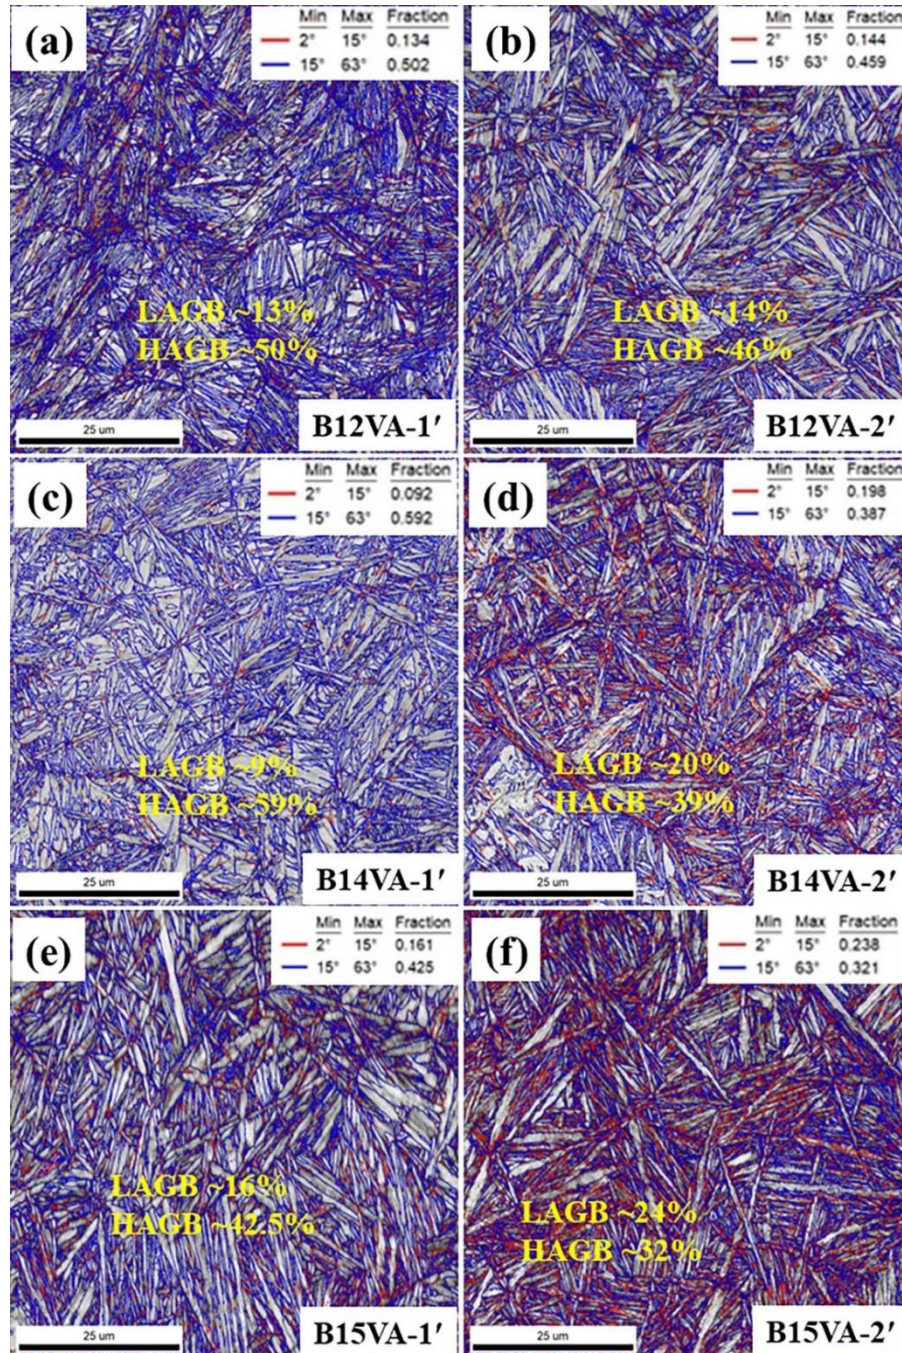 (a)
Min Max Fraction
2° 15° 0.134
15° 63° 0.502
LAGB ~13%
HAGB ~50%
25 um
B12VA-1′
(b)
Min Max Fraction
2° 15° 0.144
15° 63° 0.459
LAGB ~14%
HAGB ~46%
25 um
B12VA-2′
(c)
Min Max Fraction
2° 15° 0.092
15° 63° 0.592
LAGB ~9%
HAGB ~59%
25 um
B14VA-1′
(d)
Min Max Fraction
2° 15° 0.198
15° 63° 0.387
LAGB ~20%
HAGB ~39%
25 um
B14VA-2′
(e)
Min Max Fraction
2° 15° 0.161
15° 63° 0.425
LAGB ~16%
HAGB ~42.5%
25 um
B15VA-1′
(f)
Min Max Fraction
2° 15° 0.238
15° 63° 0.321
LAGB ~24%
HAGB ~32%
25 um
B15VA-2′